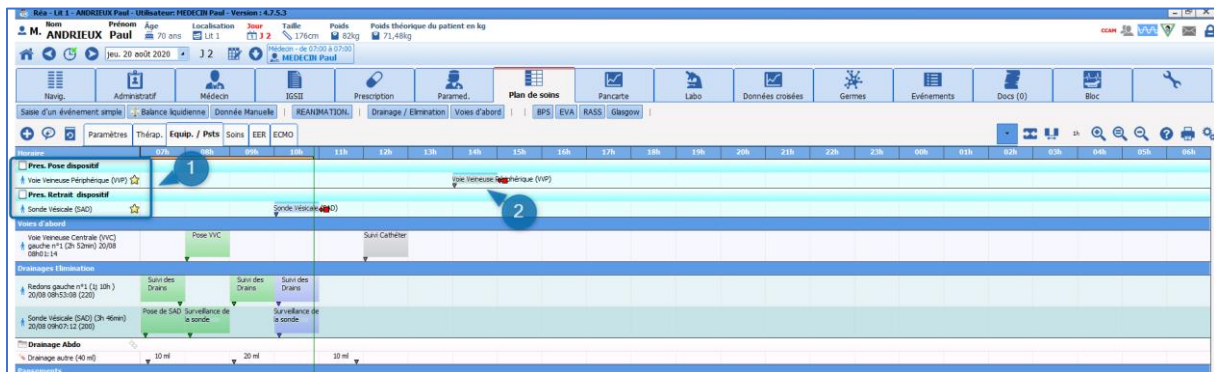 Réa - Lit 1 - ANDRIEUX Paul - Utilisateur: MEDECIN Paul - Version : 4.7.5.3
Nom Prénom Âge Localisation Jour Taille Poids Poids théorique du patient en kg
M. ANDRIEUX Paul 70 ans Lit 1 J 2 176cm 82kg 71,48kg
CCAM
jeu. 20 août 2020 J 2 Médecin - de 07:00 à 07:00
MEDECIN Paul
Navig. Administratif Médecin IGSII Prescription Paramed. Plan de soins Pancarte Labo Données croisées Germes Evénements Docs (0) Bloc
Saisie d'un événement simple Balance liquidienne Donnée Manuelle | REANIMATION. | Drainage / Elimination Voies d'abord | | BPS EVA RASS Glasgow |
Paramètres Thérap. Equip. / Psts Soins EER ECMO 1h
Horaire 07h 08h 09h 10h 11h 12h 13h 14h 15h 16h 17h 18h 19h 20h 21h 22h 23h 00h 01h 02h 03h 04h 05h 06h
Pres. Pose dispositif
1
Voie Veineuse Périphérique (VVP) Voie Veineuse Périphérique (VVP)
Pres. Retrait dispositif
2
Sonde Vésicale (SAD) Sonde Vésicale (SAD)
Voies d'abord
Voie Veineuse Centrale (VVC) Pose VVC Suivi Cathéter
gauche n°1 (2h 52min) 20/08
08h01:14
Drainages Elimination
Redons gauche n°1 (1j 10h )
20/08 08h53:08 (220)
Suivi des Drains
Suivi des Drains
Suivi des Drains
Sonde Vésicale (SAD) (3h 46min)
20/08 09h07:12 (200)
Pose de SAD
Surveillance de la sonde
Surveillance de la sonde
Drainage Abdo
Drainage autre (40 ml) 10 ml 20 ml 10 ml
Pansements